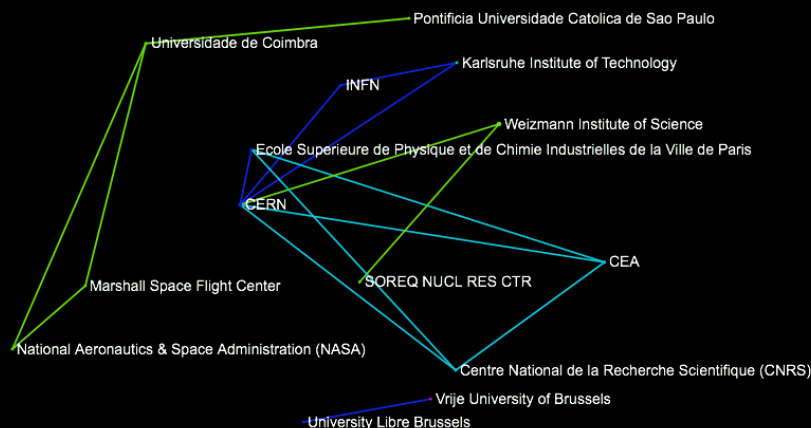 Pontificia Universidade Catolica de Sao Paulo
Universidade de Coimbra
Karlsruhe Institute of Technology
INFN
Weizmann Institute of Science
Ecole Superieure de Physique et de Chimie Industrielles de la Ville de Paris
CERN
CEA
SOREQ NUCL RES CTR
Marshall Space Flight Center
National Aeronautics & Space Administration (NASA)
Centre National de la Recherche Scientifique (CNRS)
Vrije University of Brussels
University Libre Brussels